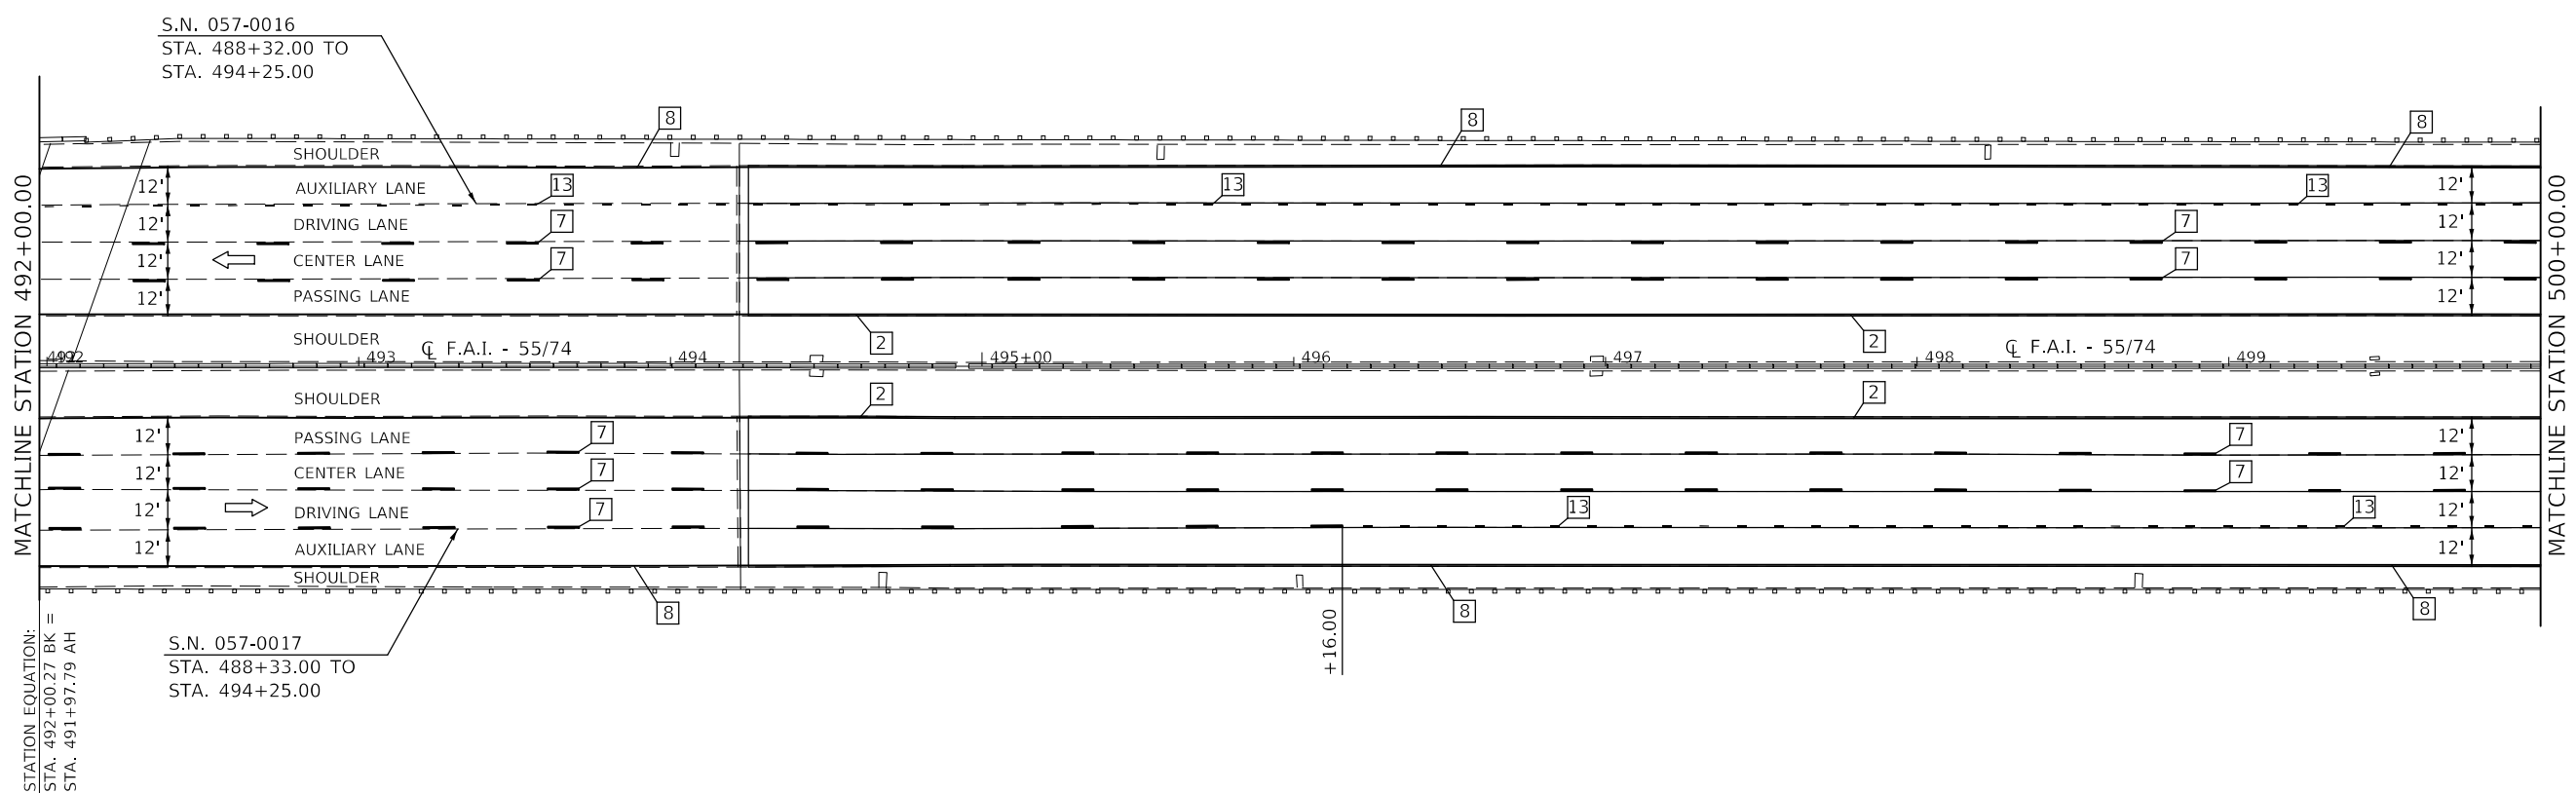 S.N. 057-0016
STA. 488+32.00 TO
STA. 494+25.00
8
8
8
SHOULDER
12' AUXILIARY LANE 13 13 13 12'
12' DRIVING LANE 7 7 12'
12' CENTER LANE 7 7 12'
12' PASSING LANE 12'
SHOULDER 2 2
491 492 493 ℄ F.A.I. - 55/74 494 495+00 496 497 498 ℄ F.A.I. - 55/74 499
SHOULDER 2 2
12' PASSING LANE 7 7 12'
12' CENTER LANE 7 7 12'
12' DRIVING LANE 7 13 13 12'
12' AUXILIARY LANE 12'
SHOULDER
8
8
8
MATCHLINE STATION 492+00.00
MATCHLINE STATION 500+00.00
+16.00
S.N. 057-0017
STA. 488+33.00 TO
STA. 494+25.00
STATION EQUATION:
STA. 492+00.27 BK =
STA. 491+97.79 AH